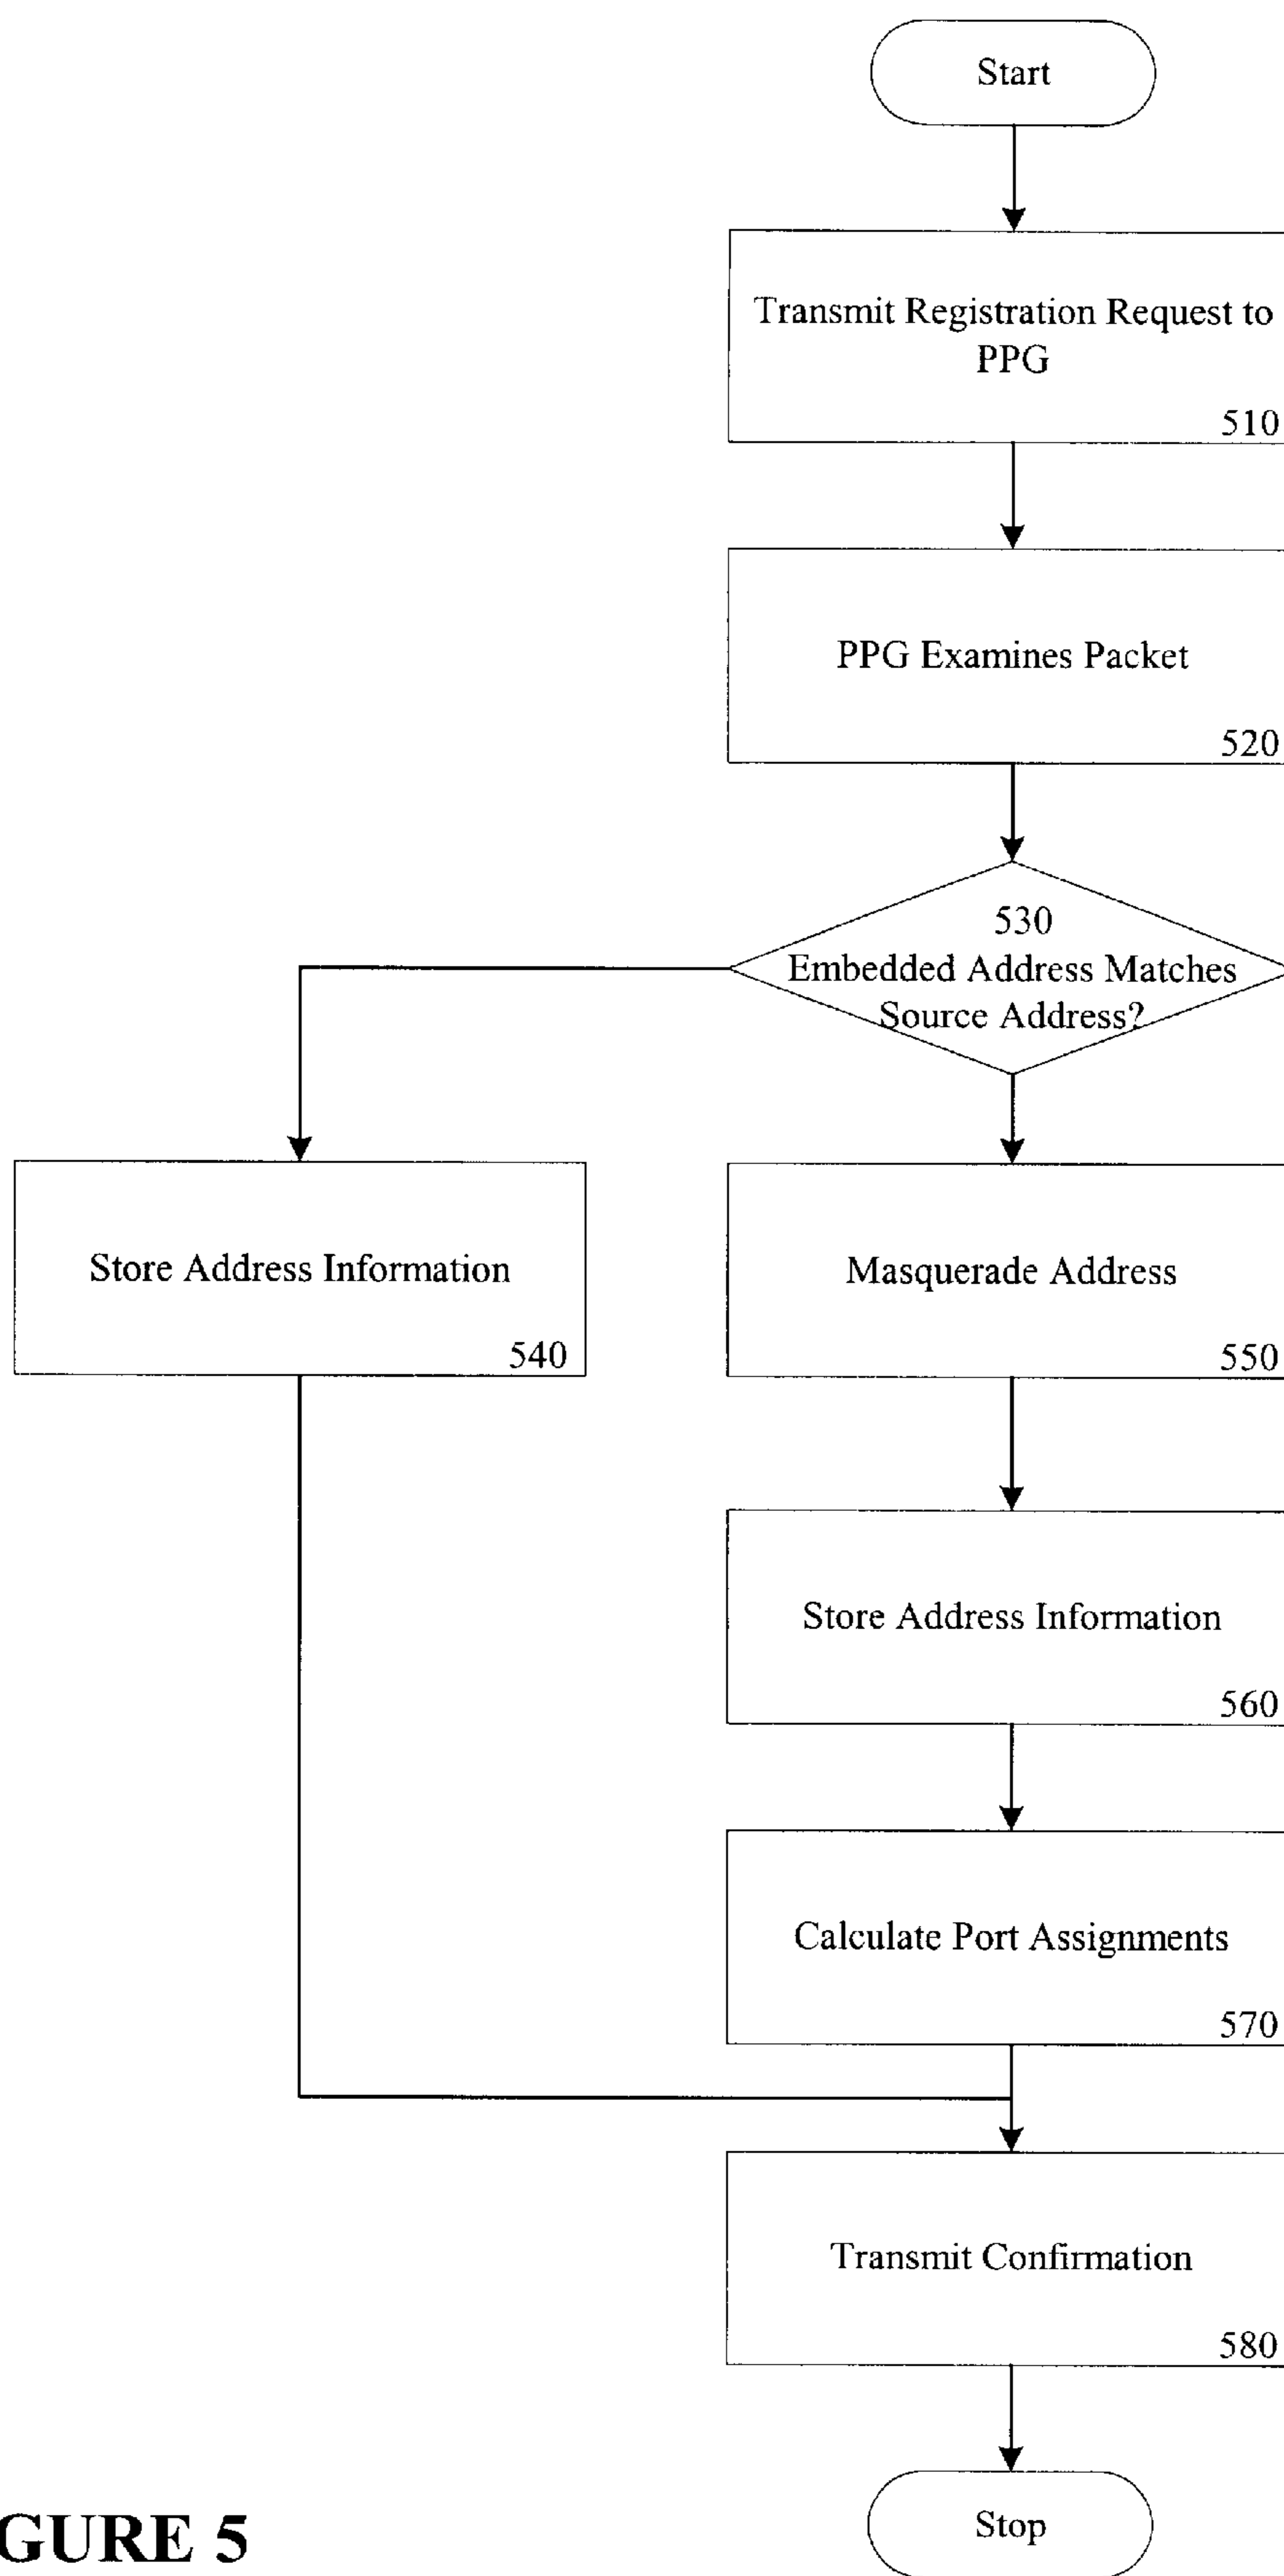 Start
Transmit Registration Request to
PPG
510
PPG Examines Packet
520
530
Embedded Address Matches
Source Address?
Store Address Information
540
Masquerade Address
550
Store Address Information
560
Calculate Port Assignments
570
Transmit Confirmation
580
Stop
GURE 5